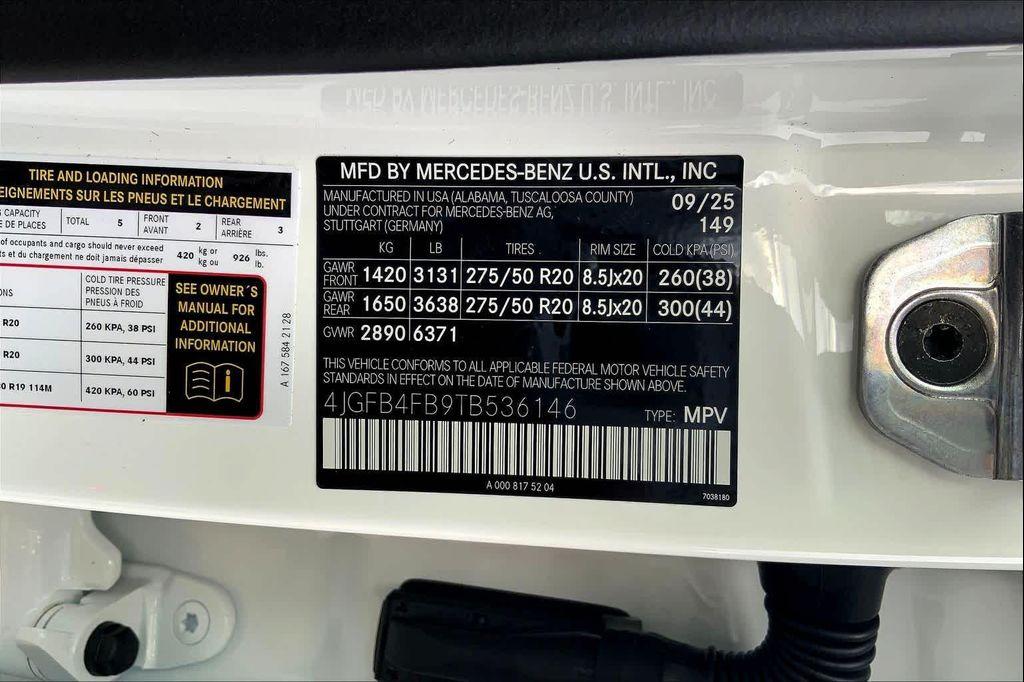 TIRE AND LOADING INFORMATION
EIGNEMENTS SUR LES PNEUS ET LE CHARGEMENT
CAPACITY TOTAL 5 FRONT 2 REAR 3
DE PLACES AVANT ARRIÈRE
of occupants and cargo should never exceed 420 kg or 926 lbs.
ts et du chargement ne doit jamais dépasser kg ou lb.
ONS COLD TIRE PRESSURE
PRESSION DES
PNEUS À FROID
R20 260 KPA, 38 PSI
R20 300 KPA, 44 PSI
R19 114M 420 KPA, 60 PSI
SEE OWNER´S
MANUAL FOR
ADDITIONAL
INFORMATION
i
A 167 584 21 28
MFD BY MERCEDES-BENZ U.S. INTL., INC
MANUFACTURED IN USA (ALABAMA, TUSCALOOSA COUNTY) 09/25
UNDER CONTRACT FOR MERCEDES-BENZ AG, 149
STUTTGART (GERMANY)
KG LB TIRES RIM SIZE COLD KPA(PSI)
GAWR FRONT 1420 3131 275/50 R20 8.5Jx20 260(38)
GAWR REAR 1650 3638 275/50 R20 8.5Jx20 300(44)
GVWR 2890 6371
THIS VEHICLE CONFORMS TO ALL APPLICABLE FEDERAL MOTOR VEHICLE SAFETY
STANDARDS IN EFFECT ON THE DATE OF MANUFACTURE SHOWN ABOVE.
4JGFB4FB9TB536146 TYPE: MPV
A 000 817 52 04
7038180